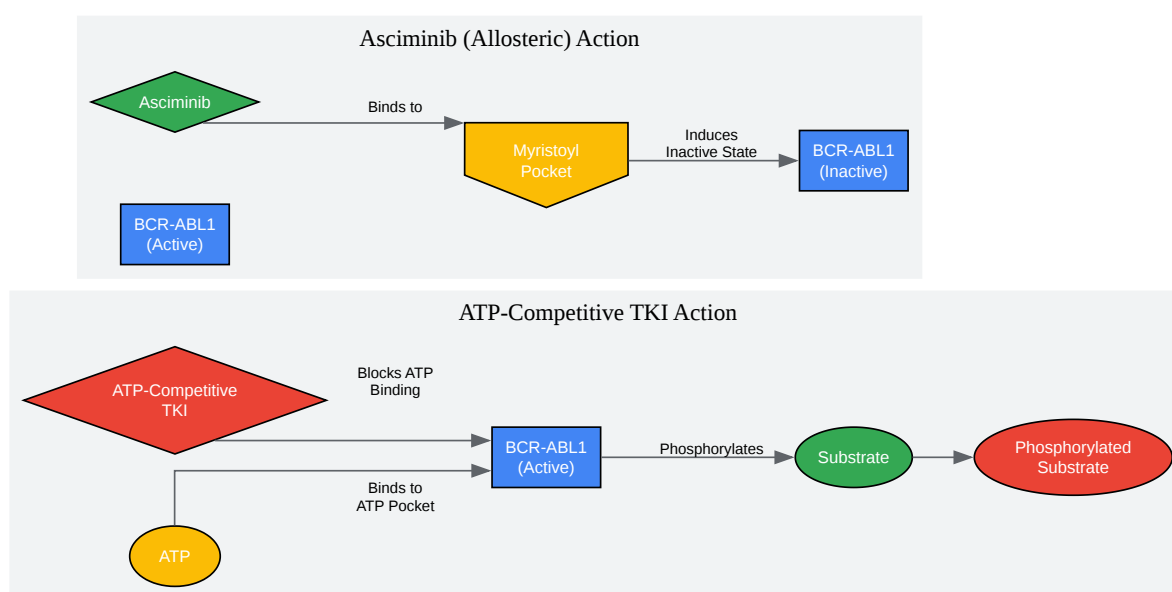 Asciminib (Allosteric) Action
Asciminib
Binds to
Myristoyl
Pocket
Induces
Inactive State
BCR-ABL1
(Inactive)
BCR-ABL1
(Active)
ATP-Competitive TKI Action
ATP-Competitive
TKI
Blocks ATP
Binding
BCR-ABL1
(Active)
Phosphorylates
Substrate
Phosphorylated
Substrate
Binds to
ATP Pocket
ATP